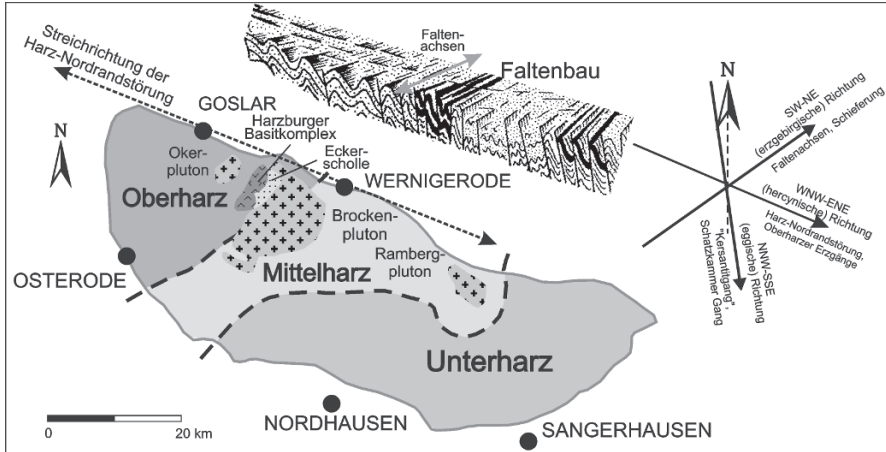 Streichrichtung der
Harz-Nordrandstörung
Falten-
achsen
Faltenbau
N
GOSLAR
Harzburger
Basitkomplex
Ecker-
scholle
Oker-
pluton
WERNIGERODE
Oberharz
Brocken-
pluton
Mittelharz
Ramberg-
pluton
OSTERODE
Unterharz
NORDHAUSEN
SANGERHAUSEN
0
20 km
N
SW-NE
(erzgebirgische) Richtung
Faltenachsen, Schieferung
WNW-ENE
(hercynische) Richtung
Harz-Nordrandstörung,
Oberharzer Erzgänge
NNW-SSE
(eggische) Richtung
"Kersantitgang",
Schatzkammer Gang